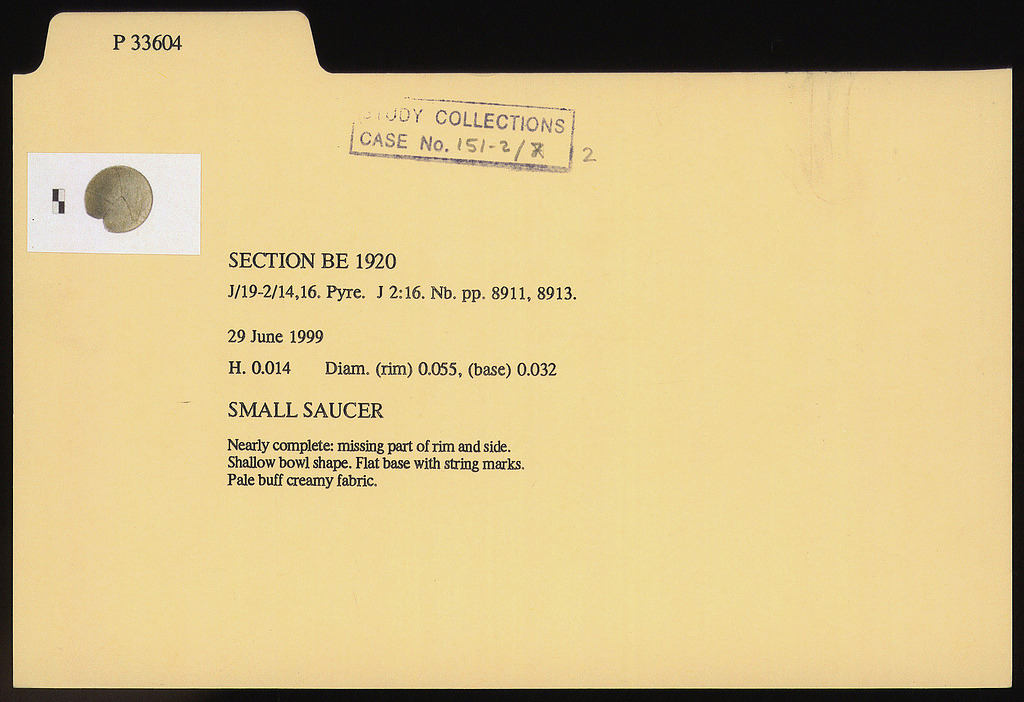 P 33604
STUDY COLLECTIONS
CASE No. 151-2/ 2
SECTION BE 1920
J/19-2/14,16. Pyre. J 2:16. Nb. pp. 8911, 8913.
29 June 1999
H. 0.014 Diam. (rim) 0.055, (base) 0.032
SMALL SAUCER
Nearly complete: missing part of rim and side.
Shallow bowl shape. Flat base with string marks.
Pale buff creamy fabric.